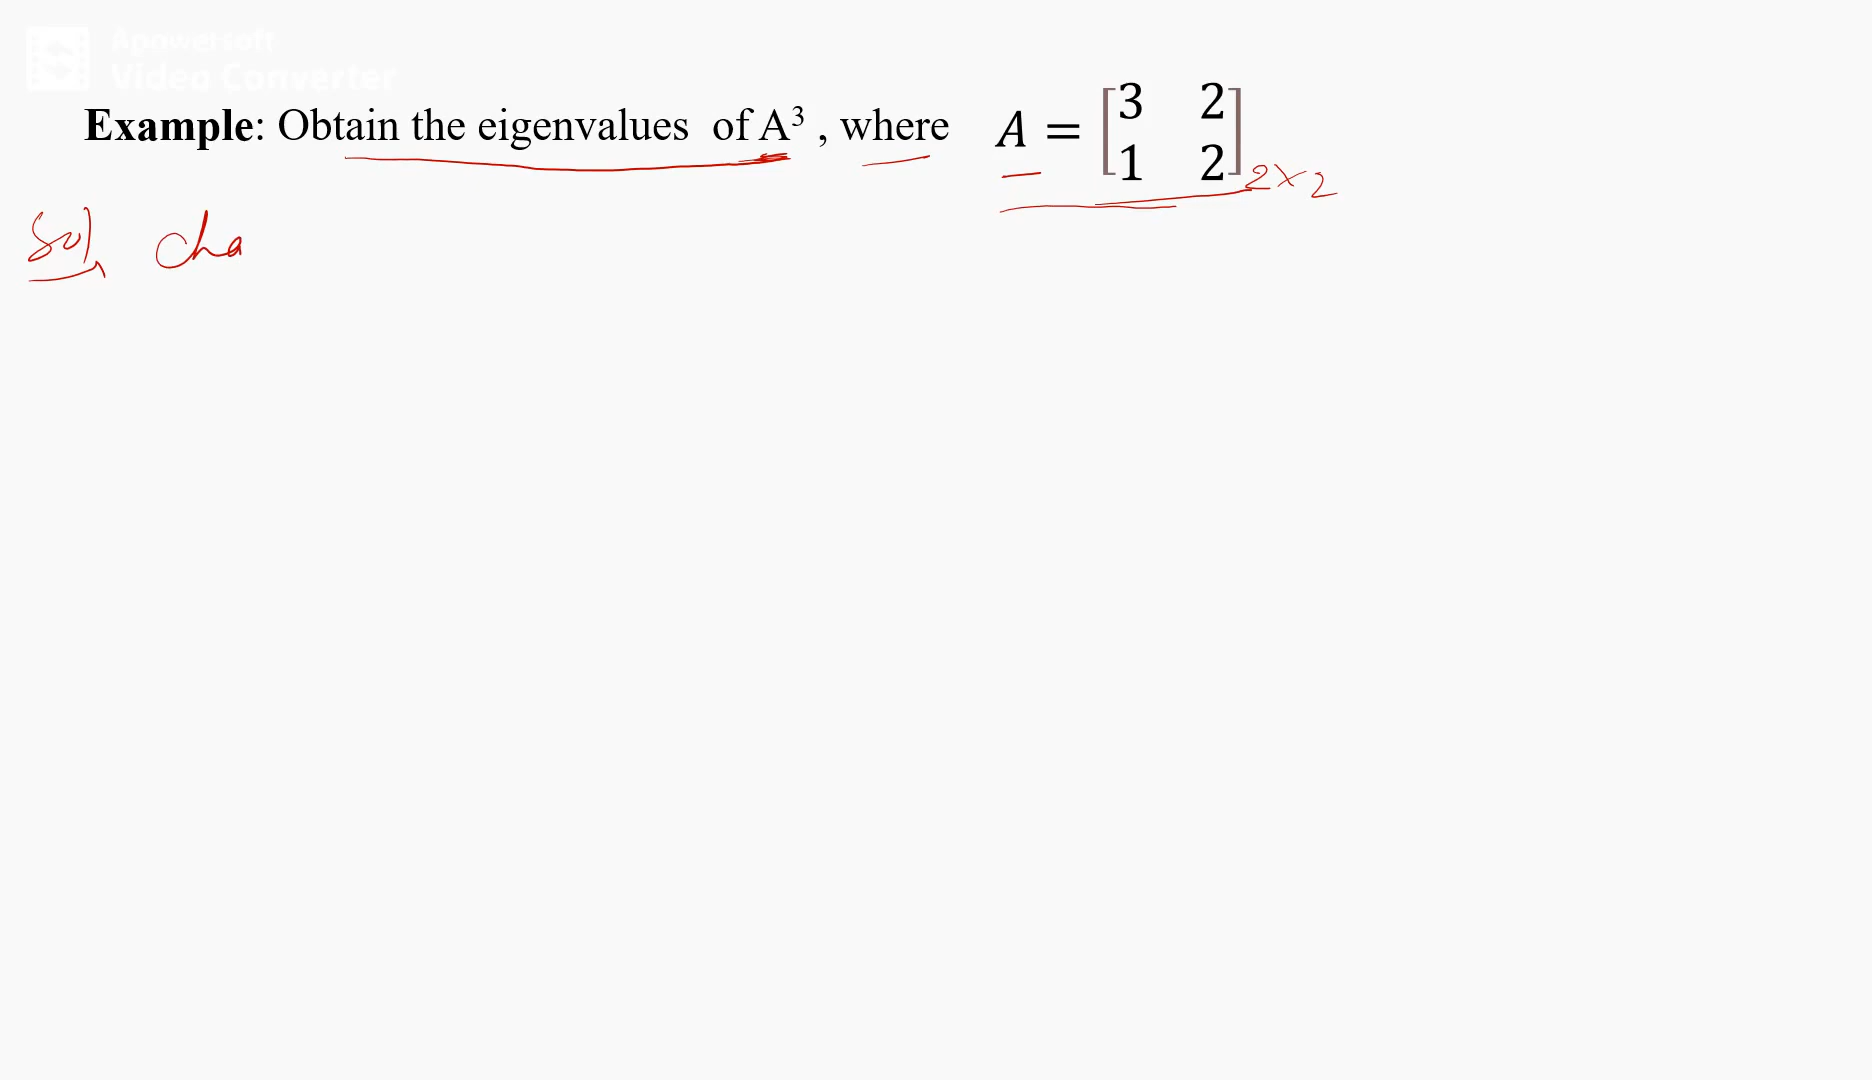 Apowersoft
Video Converter
Example: Obtain the eigenvalues of A³ , where A = [3 2
1 2] 2×2
Sol, cha